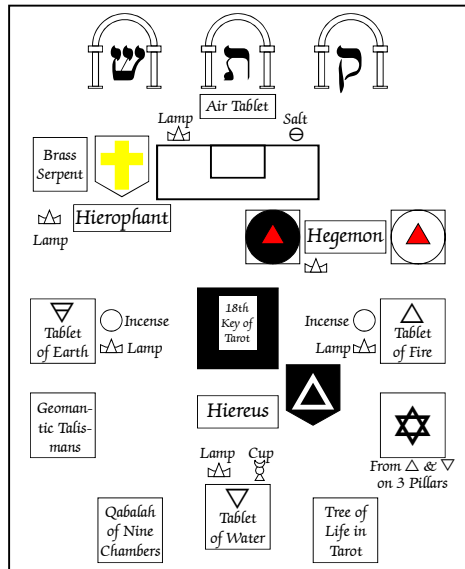 ש ת ק
Air Tablet
Lamp
Salt
Brass
Serpent
Hierophant
Lamp
Hegemon
18th
Key of
Tarot
Tablet
of Earth
Incense
Lamp
Incense
Lamp
Tablet
of Fire
Geoman-
tic Talis-
mans
Hiereus
From △ & ▽
on 3 Pillars
Lamp
Cup
Tablet
of Water
Qabalah
of Nine
Chambers
Tree of
Life in
Tarot